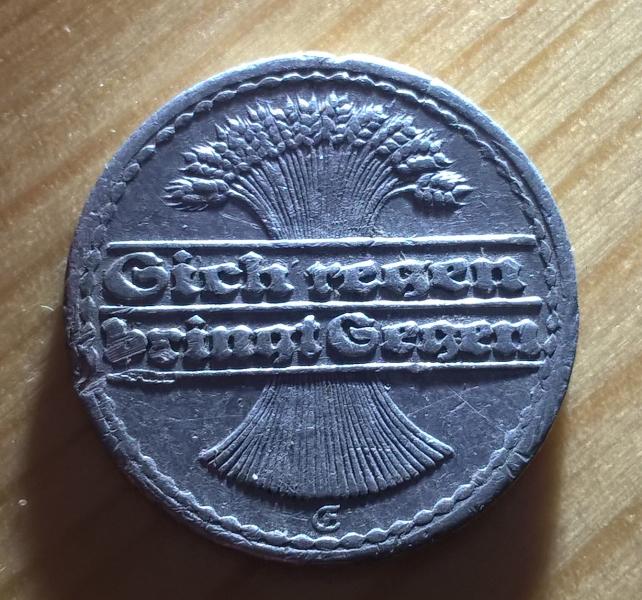 Sich regen
bringt Segen
G